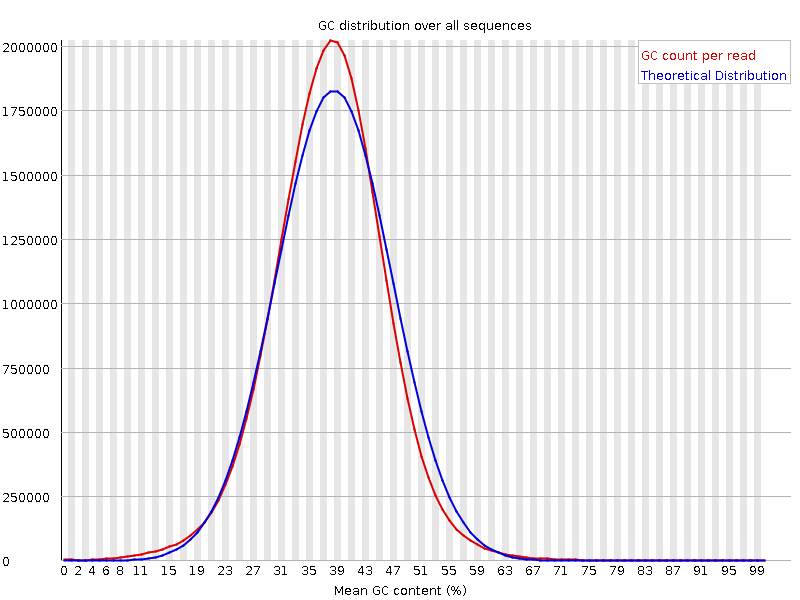 GC distribution over all sequences
GC count per read
Theoretical Distribution
2000000
1750000
1500000
1250000
1000000
750000
500000
250000
0
0 2 4 6 8 11 15 19 23 27 31 35 39 43 47 51 55 59 63 67 71 75 79 83 87 91 95 99
Mean GC content (%)